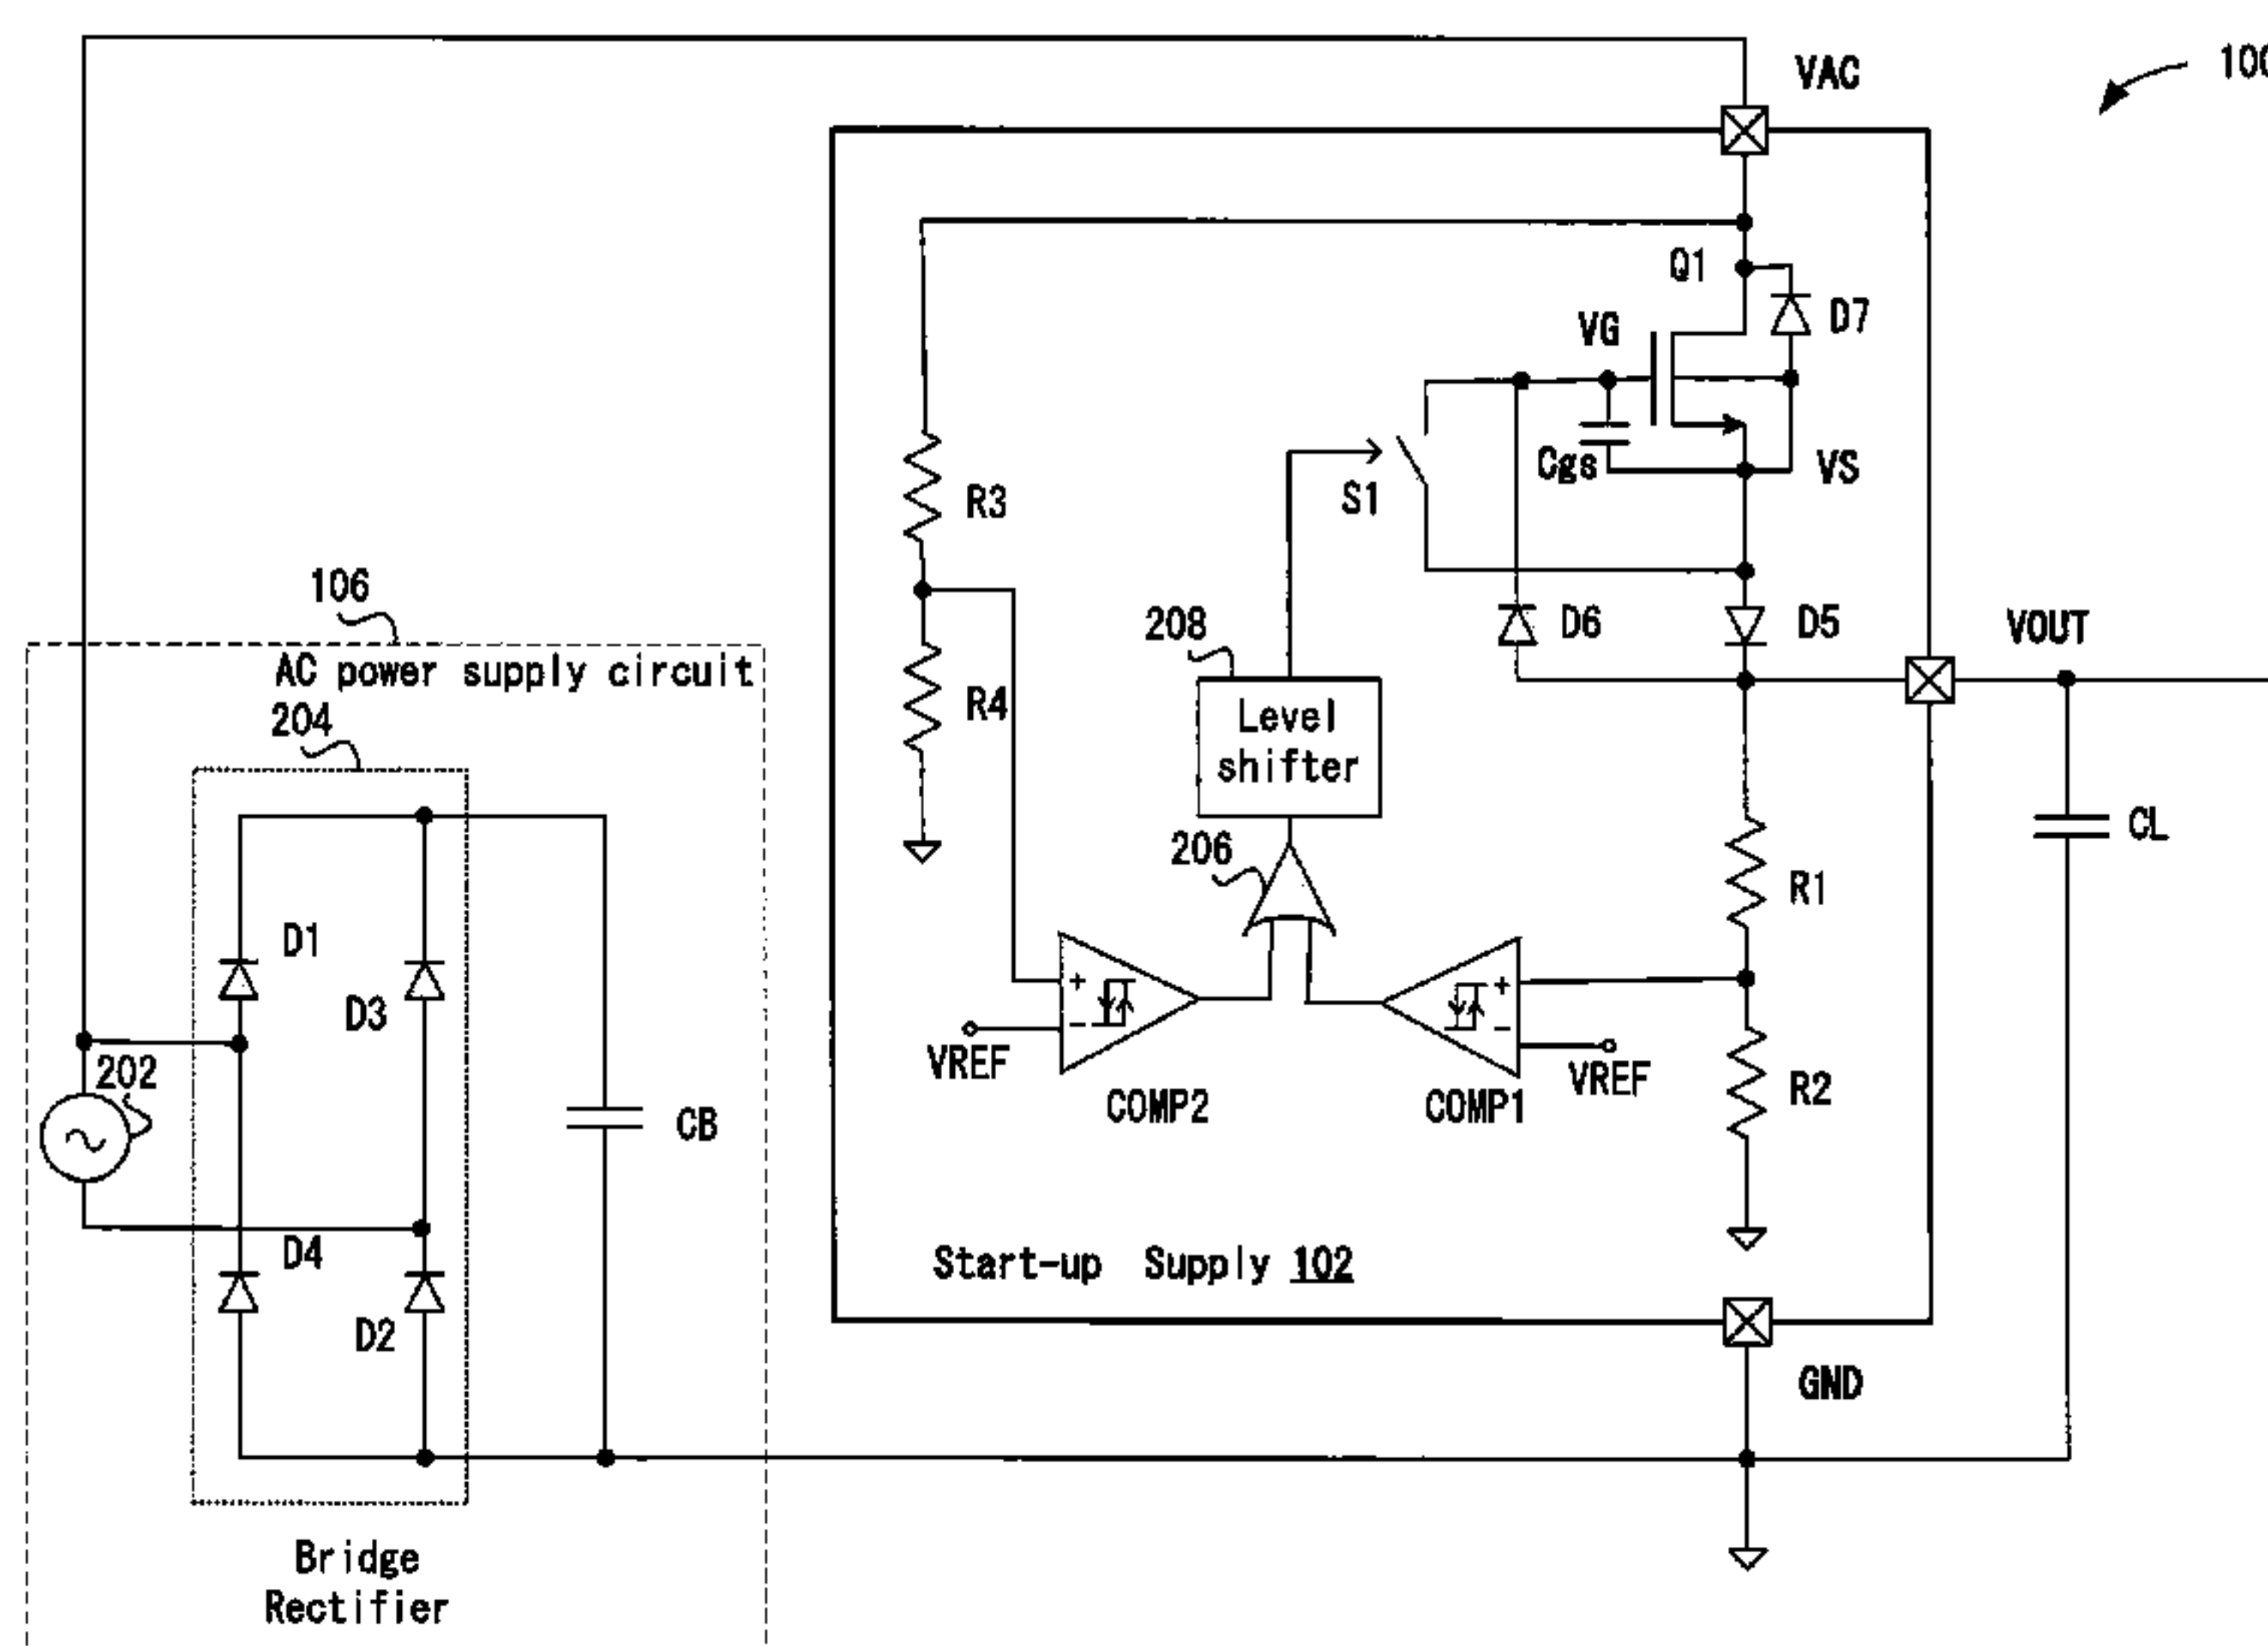 VAC
100
Q1
D7
VG
Cgs
VS
S1
R3
106
D6
D5
VOUT
208
AC power supply circuit
204
R4
Level
shifter
CL
206
R1
D1
D3
+
-
+
-
202
VREF
VREF
COMP2
COMP1
R2
CB
D4
Start-up Supply 102
D2
GND
Bridge
Rectifier